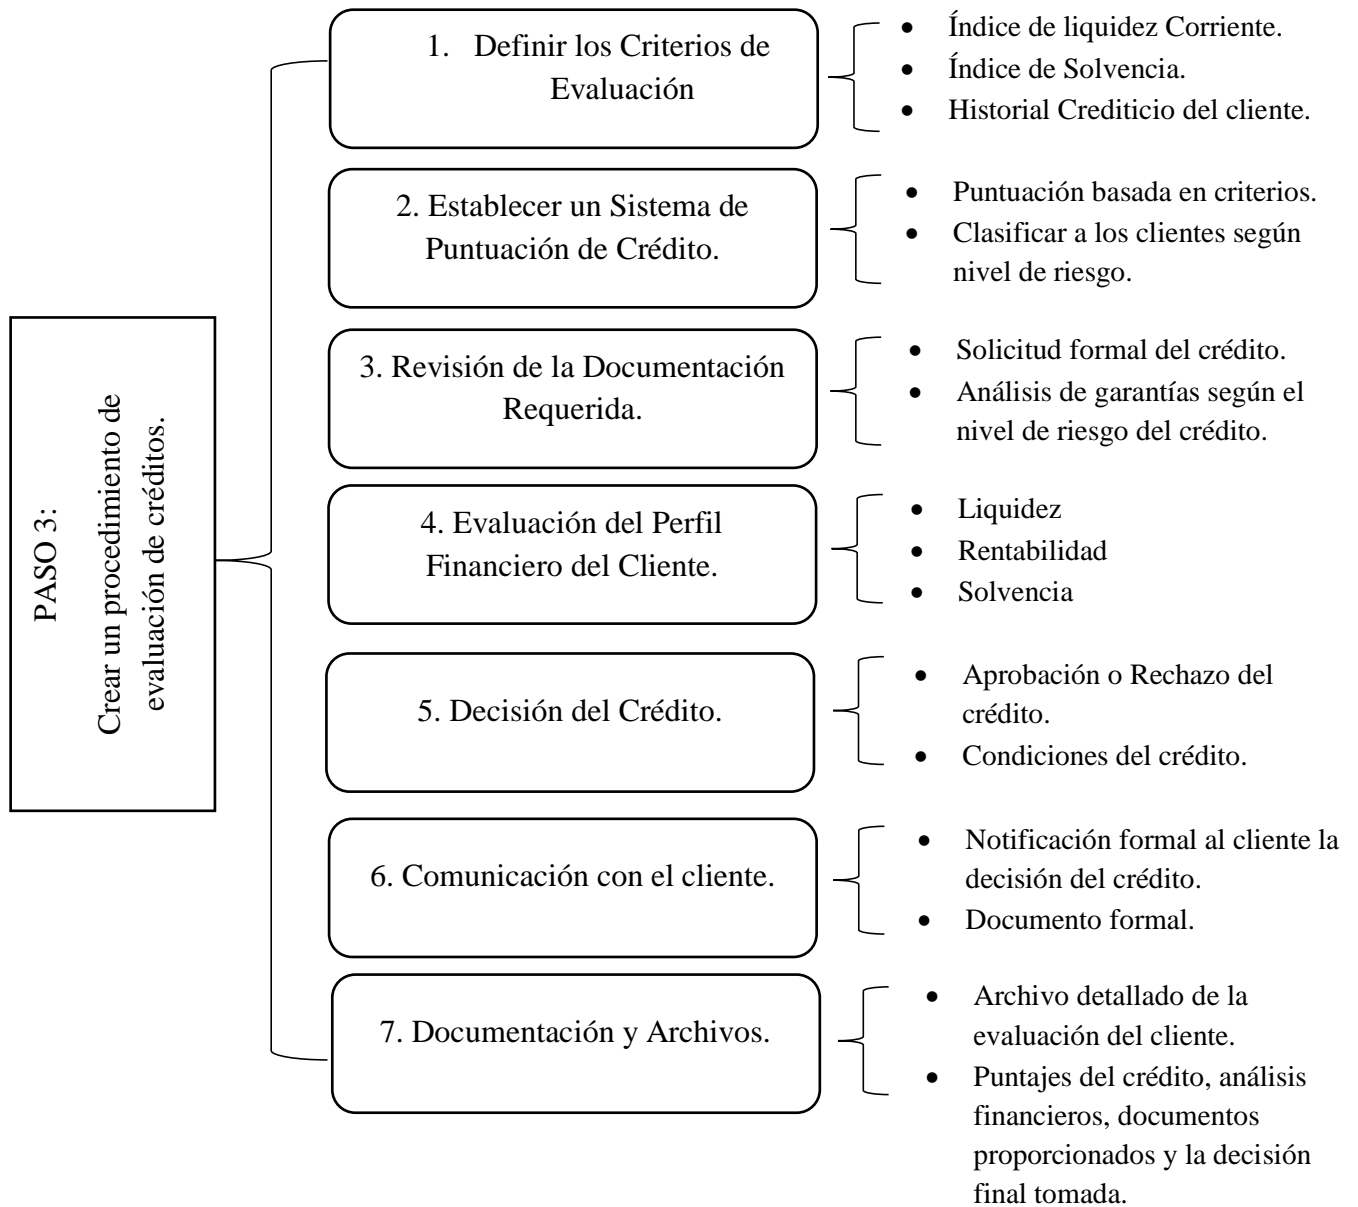 PASO 3:
Crear un procedimiento de
evaluación de créditos.
1. Definir los Criterios de
Evaluación
• Índice de liquidez Corriente.
• Índice de Solvencia.
• Historial Crediticio del cliente.
2. Establecer un Sistema de
Puntuación de Crédito.
• Puntuación basada en criterios.
• Clasificar a los clientes según
nivel de riesgo.
3. Revisión de la Documentación
Requerida.
• Solicitud formal del crédito.
• Análisis de garantías según el
nivel de riesgo del crédito.
4. Evaluación del Perfil
Financiero del Cliente.
• Liquidez
• Rentabilidad
• Solvencia
5. Decisión del Crédito.
• Aprobación o Rechazo del
crédito.
• Condiciones del crédito.
6. Comunicación con el cliente.
• Notificación formal al cliente la
decisión del crédito.
• Documento formal.
7. Documentación y Archivos.
• Archivo detallado de la
evaluación del cliente.
• Puntajes del crédito, análisis
financieros, documentos
proporcionados y la decisión
final tomada.